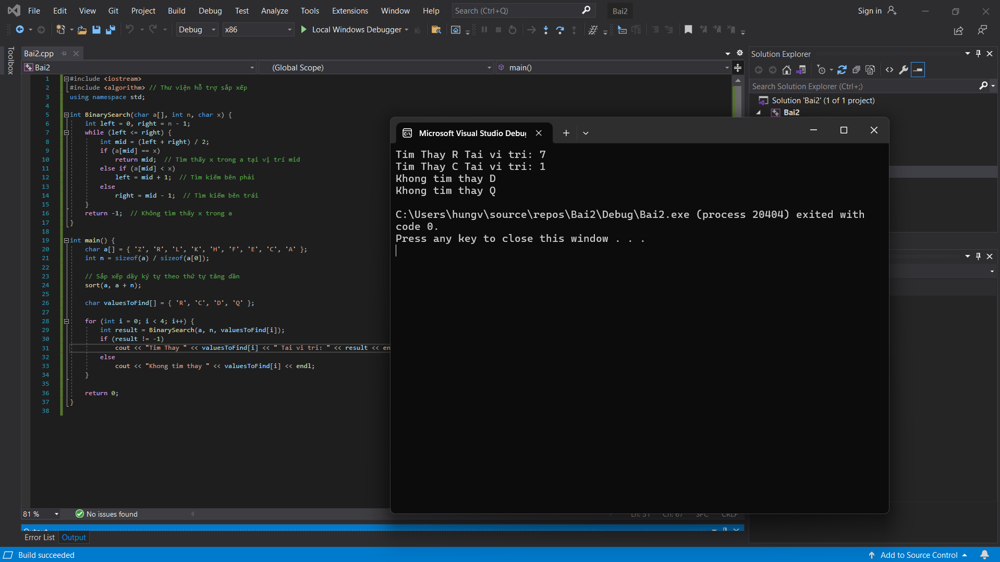 File Edit View Git Project Build Debug Test Analyze Tools Extensions Window Help Search (Ctrl+Q) Bai2 Sign in
Debug x86 Local Windows Debugger
Toolbox
Bai2.cpp
Bai2 (Global Scope) main()
1 #include <iostream>
2 #include <algorithm> // Thư viện hỗ trợ sắp xếp
3 using namespace std;
4
5 int BinarySearch(char a[], int n, char x) {
6 int left = 0, right = n - 1;
7 while (left <= right) {
8 int mid = (left + right) / 2;
9 if (a[mid] == x)
10 return mid; // Tìm thấy x trong a tại vị trí mid
11 else if (a[mid] < x)
12 left = mid + 1; // Tìm kiếm bên phải
13 else
14 right = mid - 1; // Tìm kiếm bên trái
15 }
16 return -1; // Không tìm thấy x trong a
17 }
18
19 int main() {
20 char a[] = { 'Z', 'R', 'L', 'K', 'H', 'F', 'E', 'C', 'A' };
21 int n = sizeof(a) / sizeof(a[0]);
22
23 // Sắp xếp dãy ký tự theo thứ tự tăng dần
24 sort(a, a + n);
25
26 char valuesToFind[] = { 'R', 'C', 'D', 'Q' };
27
28 for (int i = 0; i < 4; i++) {
29 int result = BinarySearch(a, n, valuesToFind[i]);
30 if (result != -1)
31 cout << "Tim Thay " << valuesToFind[i] << " Tai vi tri: " << result << en
32 else
33 cout << "Khong tim thay " << valuesToFind[i] << endl;
34 }
35
36 return 0;
37 }
38
81 % No issues found
Ln: 31 Ch: 67 SPC CRLF
Output
Error List Output
Build succeeded
Add to Source Control
Solution Explorer
Search Solution Explorer (Ctrl+;)
Solution 'Bai2' (1 of 1 project)
Bai2
Microsoft Visual Studio Debug
Tim Thay R Tai vi tri: 7
Tim Thay C Tai vi tri: 1
Khong tim thay D
Khong tim thay Q
C:\Users\hungv\source\repos\Bai2\Debug\Bai2.exe (process 20404) exited with
code 0.
Press any key to close this window . . .